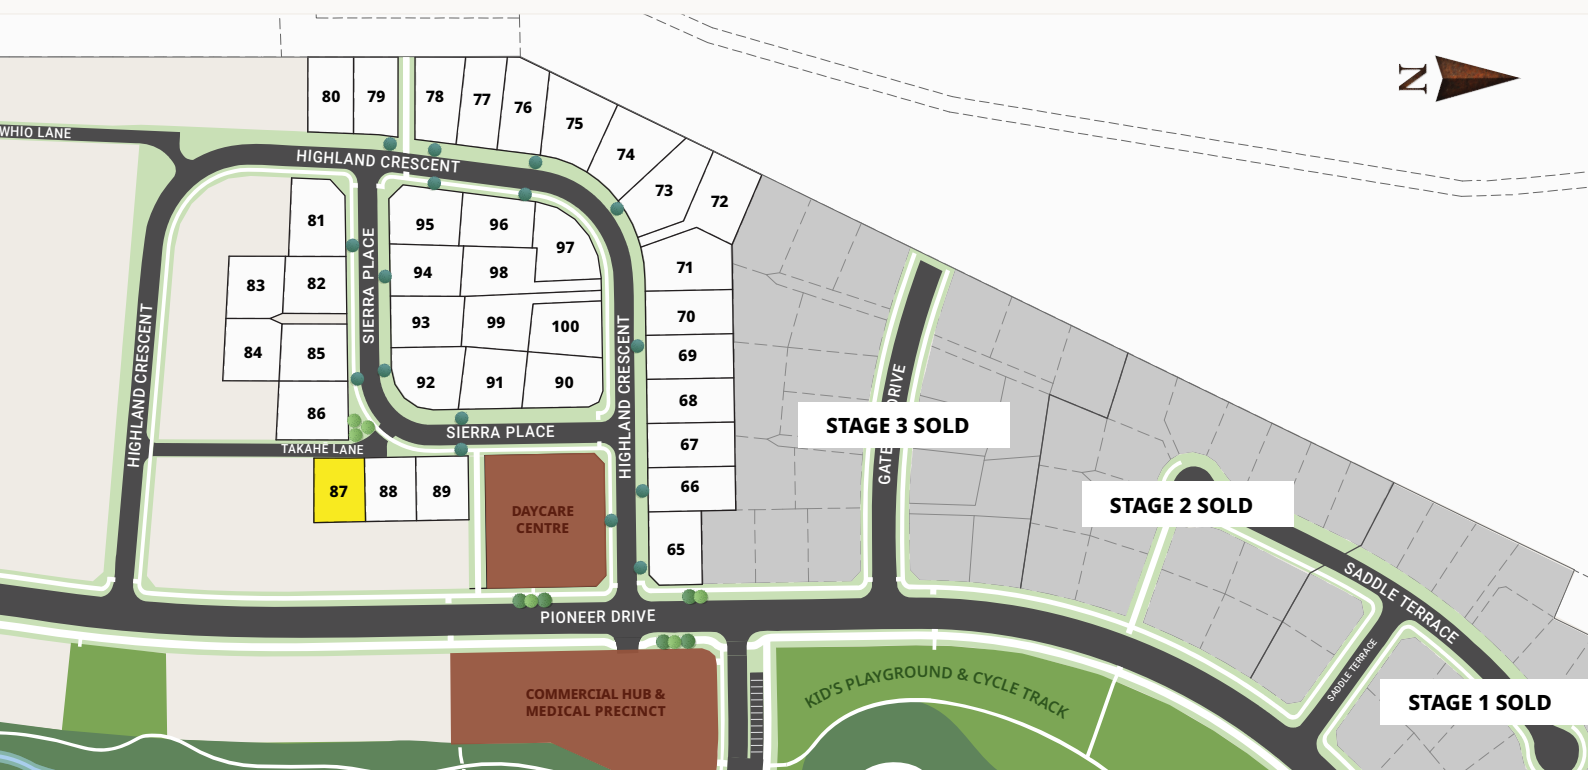 N
80
79
78
77
76
75
74
73
72
WHIO LANE
HIGHLAND CRESCENT
81
95
96
97
SIERRA PLACE
83
82
94
98
71
93
99
100
70
84
85
69
HIGHLAND CRESCENT
HIGHLAND CRESCENT
92
91
90
68
GATE
DRIVE
86
STAGE 3 SOLD
TAKAHE LANE
SIERRA PLACE
67
87
88
89
66
DAYCARE
CENTRE
STAGE 2 SOLD
65
PIONEER DRIVE
SADDLE TERRACE
SADDLE TERRACE
COMMERCIAL HUB &
MEDICAL PRECINCT
KID'S PLAYGROUND & CYCLE TRACK
STAGE 1 SOLD